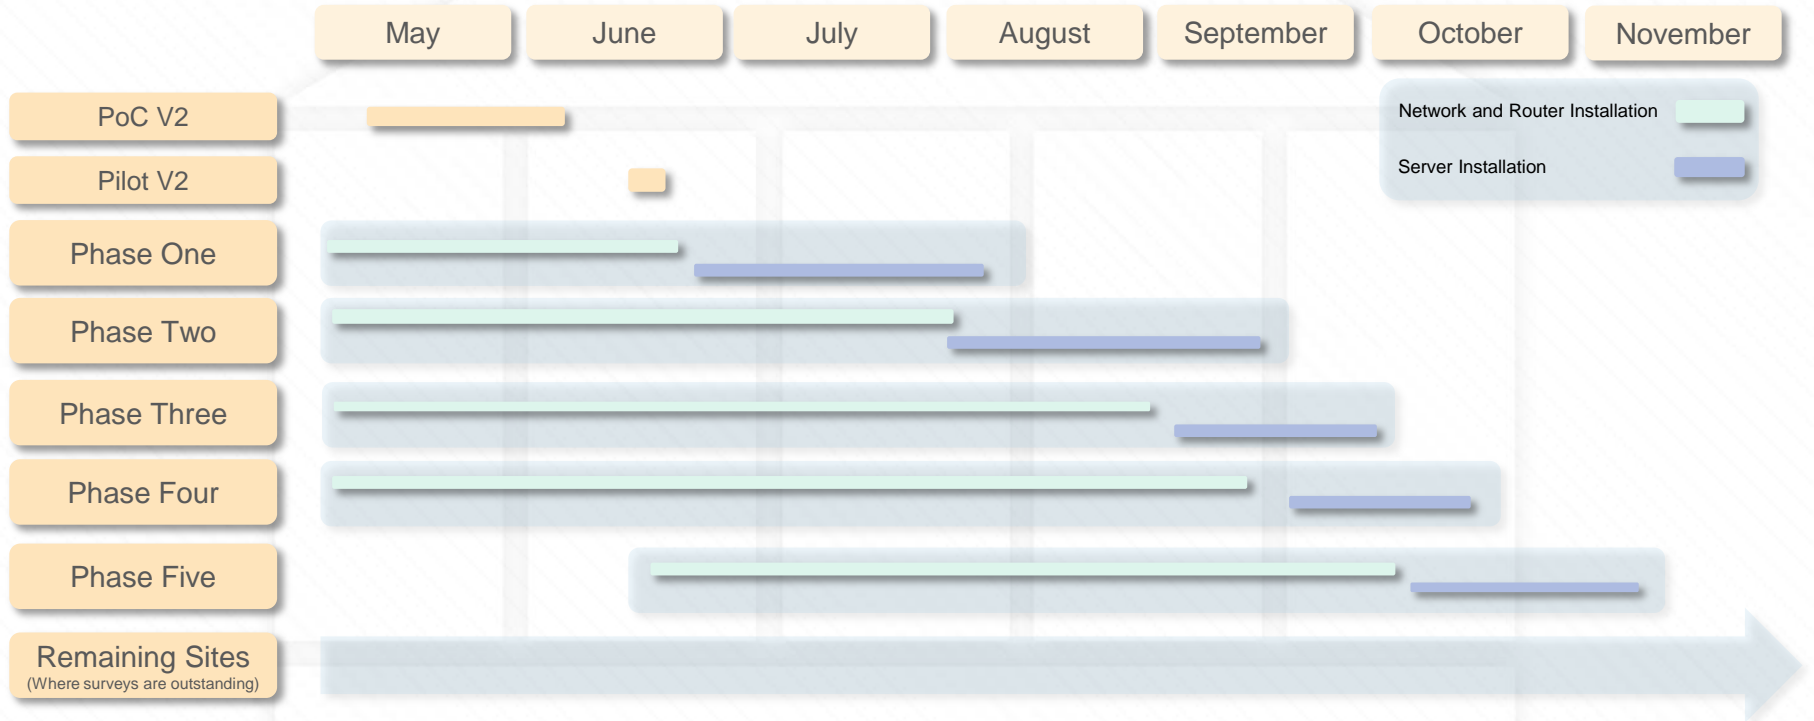 May
June
July
August
September
October
November
PoC V2
Network and Router Installation
Server Installation
Pilot V2
Phase One
Phase Two
Phase Three
Phase Four
Phase Five
Remaining Sites
(Where surveys are outstanding)